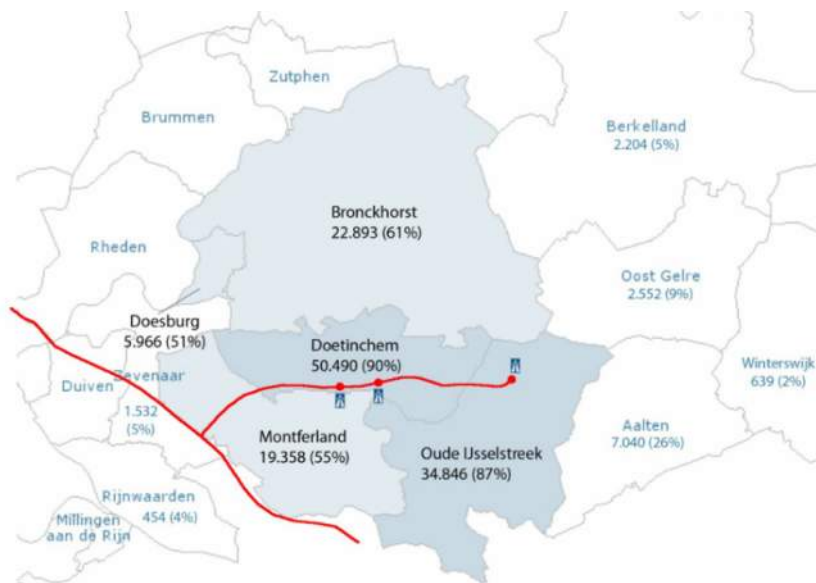 Zutphen
Brummen
Berkelland
2.204 (5%)
Bronckhorst
22.893 (61%)
Rheden
Oost Gelre
2.552 (9%)
Doesburg
5.966 (51%)
Doetinchem
50.490 (90%)
Duiven
Zevenaar
1.532
(5%)
Winterswijk
639 (2%)
Aalten
7.040 (26%)
Montferland
19.358 (55%)
Oude IJsselstreek
34.846 (87%)
Rijnwaarden
454 (4%)
Millingen
aan de Rijn